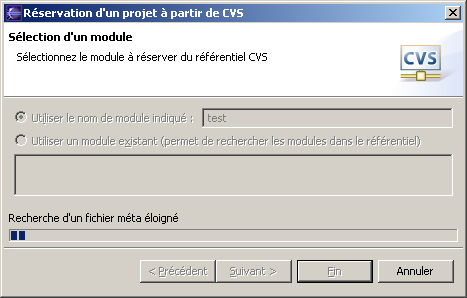 Réservation d'un projet à partir de CVS
Sélection d'un module
Sélectionnez le module à réserver du référentiel CVS
CVS
Utiliser le nom de module indiqué :
test
Utiliser un module existant (permet de rechercher les modules dans le référentiel)
Recherche d'un fichier méta éloigné
< Précédent
Suivant >
Fin
Annuler